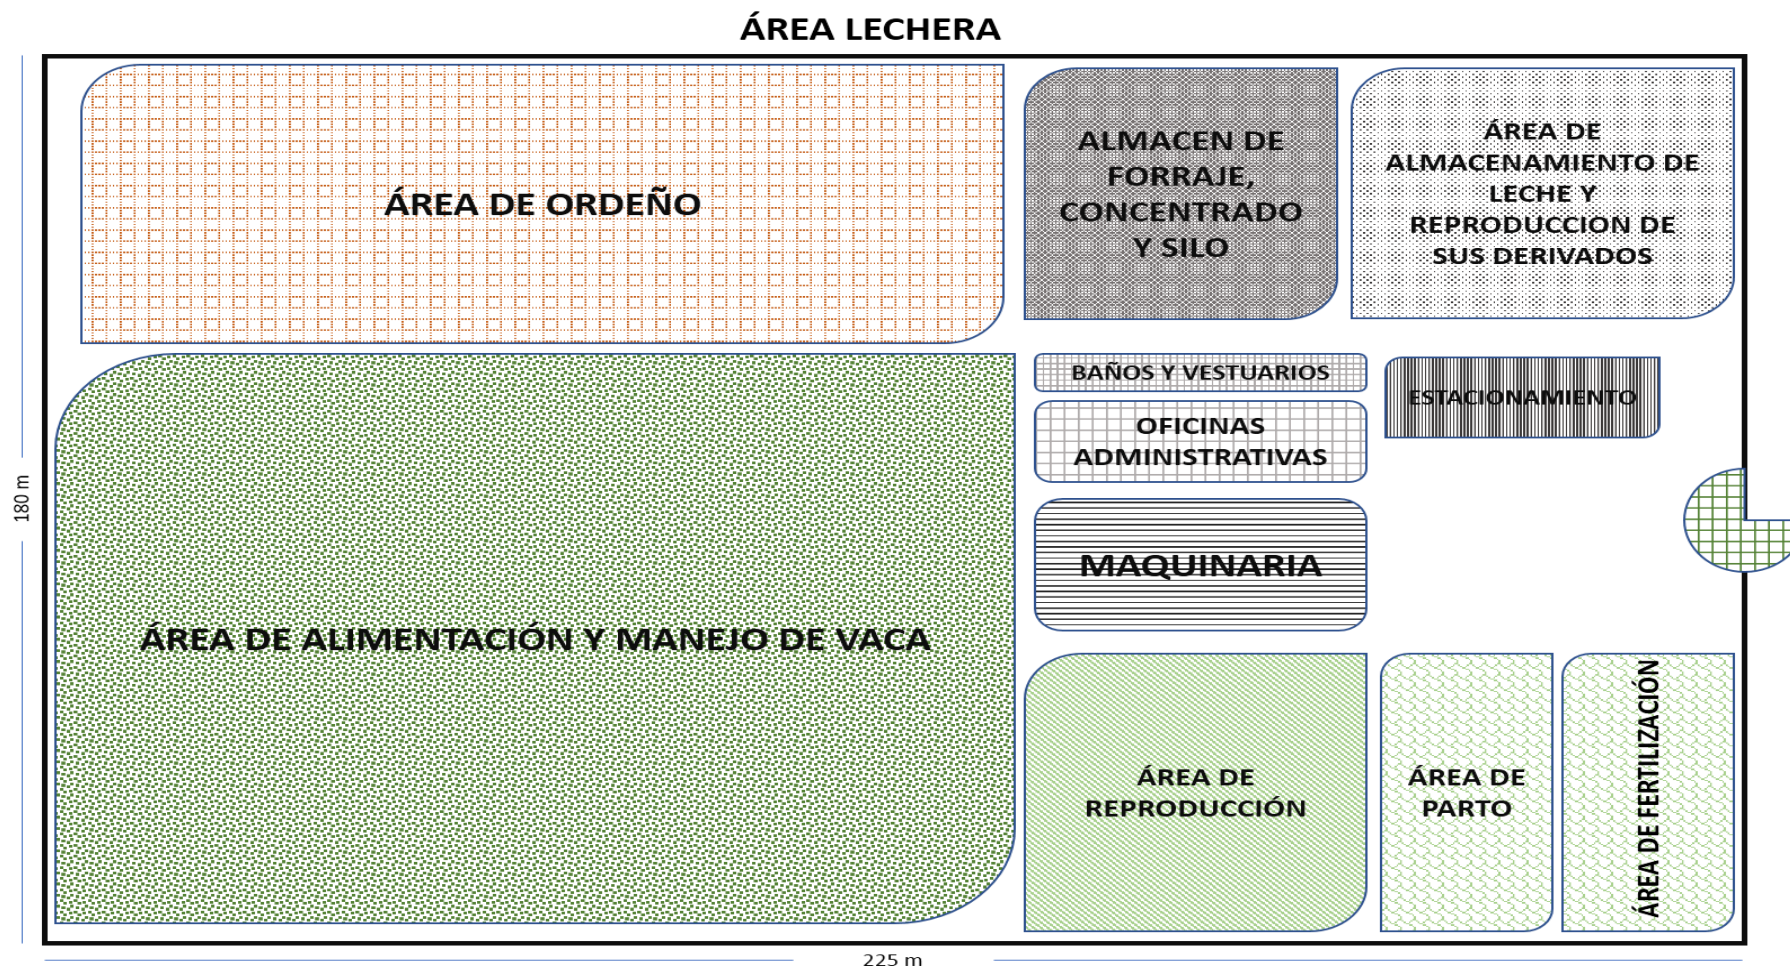 ÁREA LECHERA
ÁREA DE ORDEÑO
ALMACEN DE
FORRAJE,
CONCENTRADO
Y SILO
ÁREA DE
ALMACENAMIENTO DE
LECHE Y
REPRODUCCION DE
SUS DERIVADOS
BAÑOS Y VESTUARIOS
ESTACIONAMIENTO
OFICINAS
ADMINISTRATIVAS
180 m
MAQUINARIA
ÁREA DE ALIMENTACIÓN Y MANEJO DE VACA
ÁREA DE
REPRODUCCIÓN
ÁREA DE
PARTO
ÁREA DE FERTILIZACIÓN
225 m